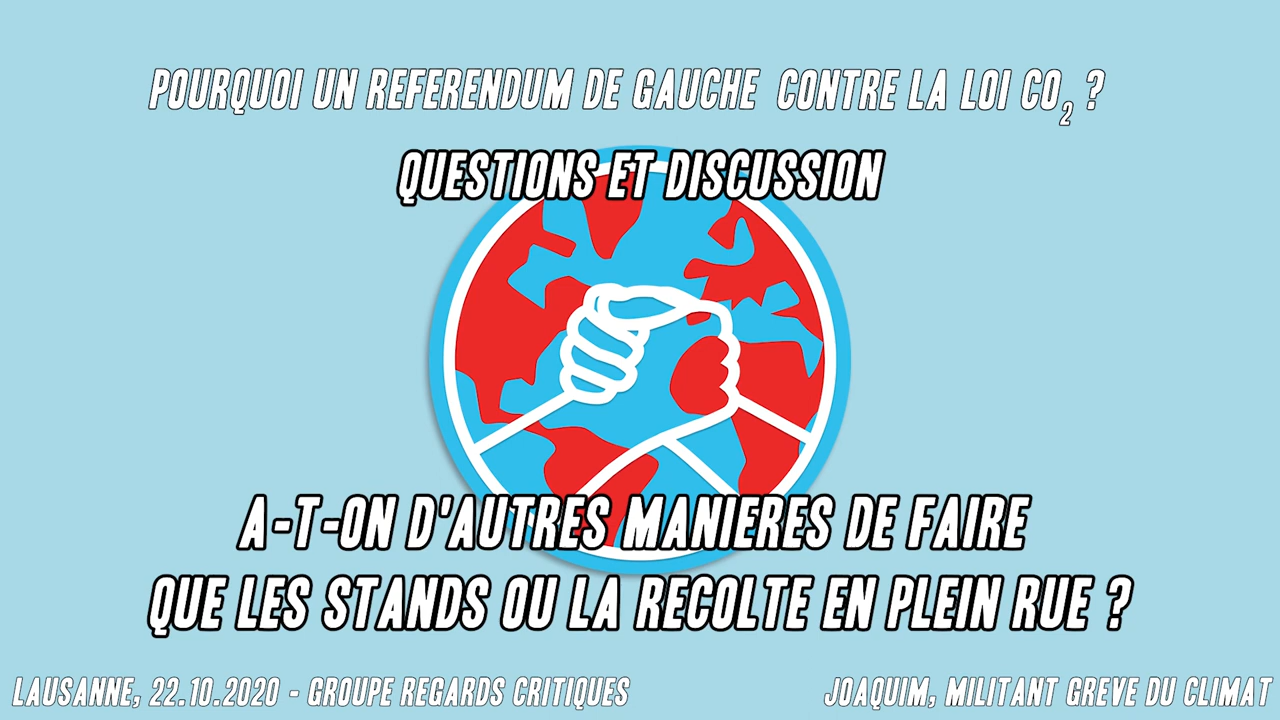 POURQUOI UN REFERENDUM DE GAUCHE CONTRE LA LOI CO₂ ?
QUESTIONS ET DISCUSSION
A-T-ON D'AUTRES MANIERES DE FAIRE
QUE LES STANDS OU LA RECOLTE EN PLEIN RUE ?
LAUSANNE, 22.10.2020 - GROUPE REGARDS CRITIQUES
JOAQUIM, MILITANT GREVE DU CLIMAT